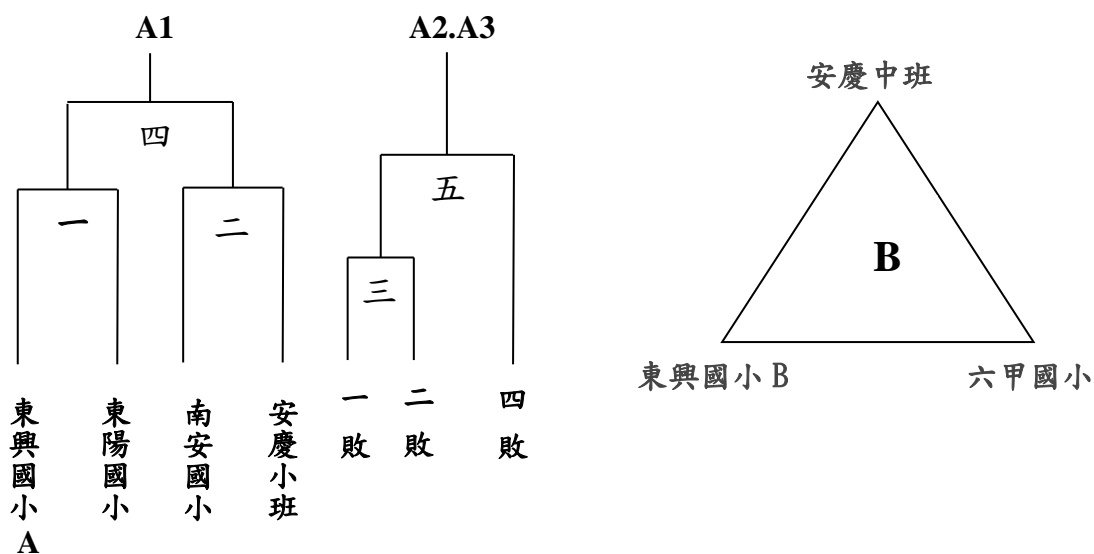 A1
A2.A3
四
一
二
五
三
東興國小A
東陽國小
南安國小
安慶小班
一敗
二敗
四敗
安慶中班
B
東興國小B
六甲國小